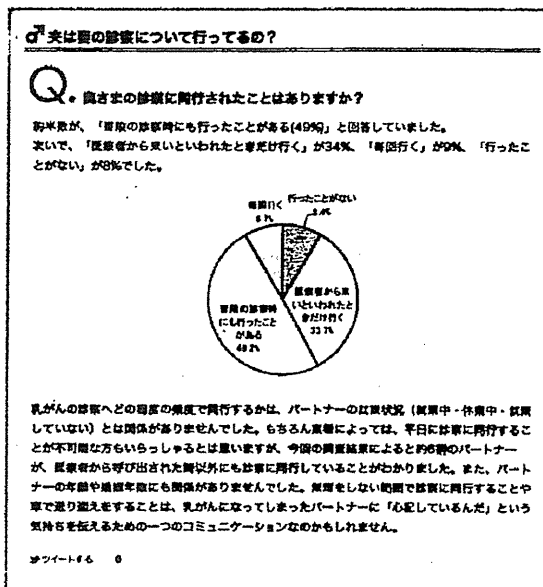 ♂夫は妻の診察について行ってるの？
Q. 奥さまの診察に同行されたことはありますか？
約半数が、「普段の診察時にも行ったことがある(49%)」と回答していました。
次いで、「医療者から来いといわれたときだけ行く」が34%、「毎回行く」が9%、「行ったこ
とがない」が8%でした。
毎回行く
8.7%
行ったことがない
8.4%
医療者から来
いといわれたと
きだけ行く
33.7%
普段の診察時
にも行ったこと
がある
49.2%
乳がんの診察へどの程度の頻度で同行するかは、パートナーの就業状況（就業中・休業中・就業
していない）とは関係がありませんでした。もちろん業種によっては、平日に診察に同行するこ
とが不可能な方もいらっしゃるとは思いますが、今回の調査結果によると約6割のパートナー
が、医療者から呼び出された時以外にも診察に同行していることがわかりました。また、パート
ナーの年齢や婚姻年数にも関係がありませんでした。無理をしない範囲で診察に同行することや
車で送り迎えをすることは、乳がんになってしまったパートナーに「心配しているんだ」という
気持ちを伝えるための一つのコミュニケーションなのかもしれません。
ツイートする 0